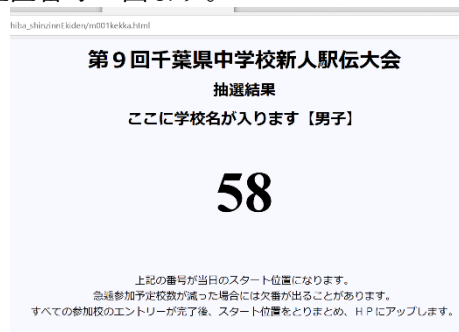 hiba_shinzinnEkiden/m001kekka.html
第９回千葉県中学校新人駅伝大会
抽選結果
ここに学校名が入ります【男子】
58
上記の番号が当日のスタート位置になります。
急遽参加予定校数が減った場合には欠番が出ることがあります。
すべての参加校のエントリーが完了後、スタート位置をとりまとめ、ＨＰにアップします。